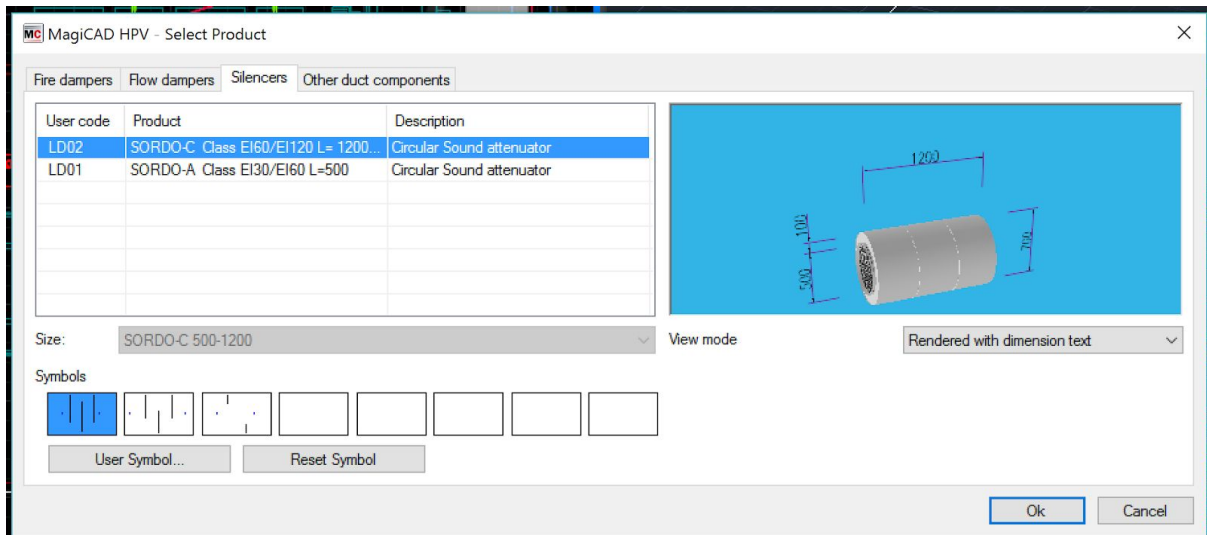 MC MagiCAD HPV - Select Product
Fire dampers Flow dampers Silencers Other duct components
User code Product Description
LD02 SORDO-C Class EI60/EI120 L= 1200... Circular Sound attenuator
LD01 SORDO-A Class EI30/EI60 L=500 Circular Sound attenuator
1200
100
500
700
Size: SORDO-C 500-1200
View mode Rendered with dimension text
Symbols
User Symbol... Reset Symbol
Ok Cancel